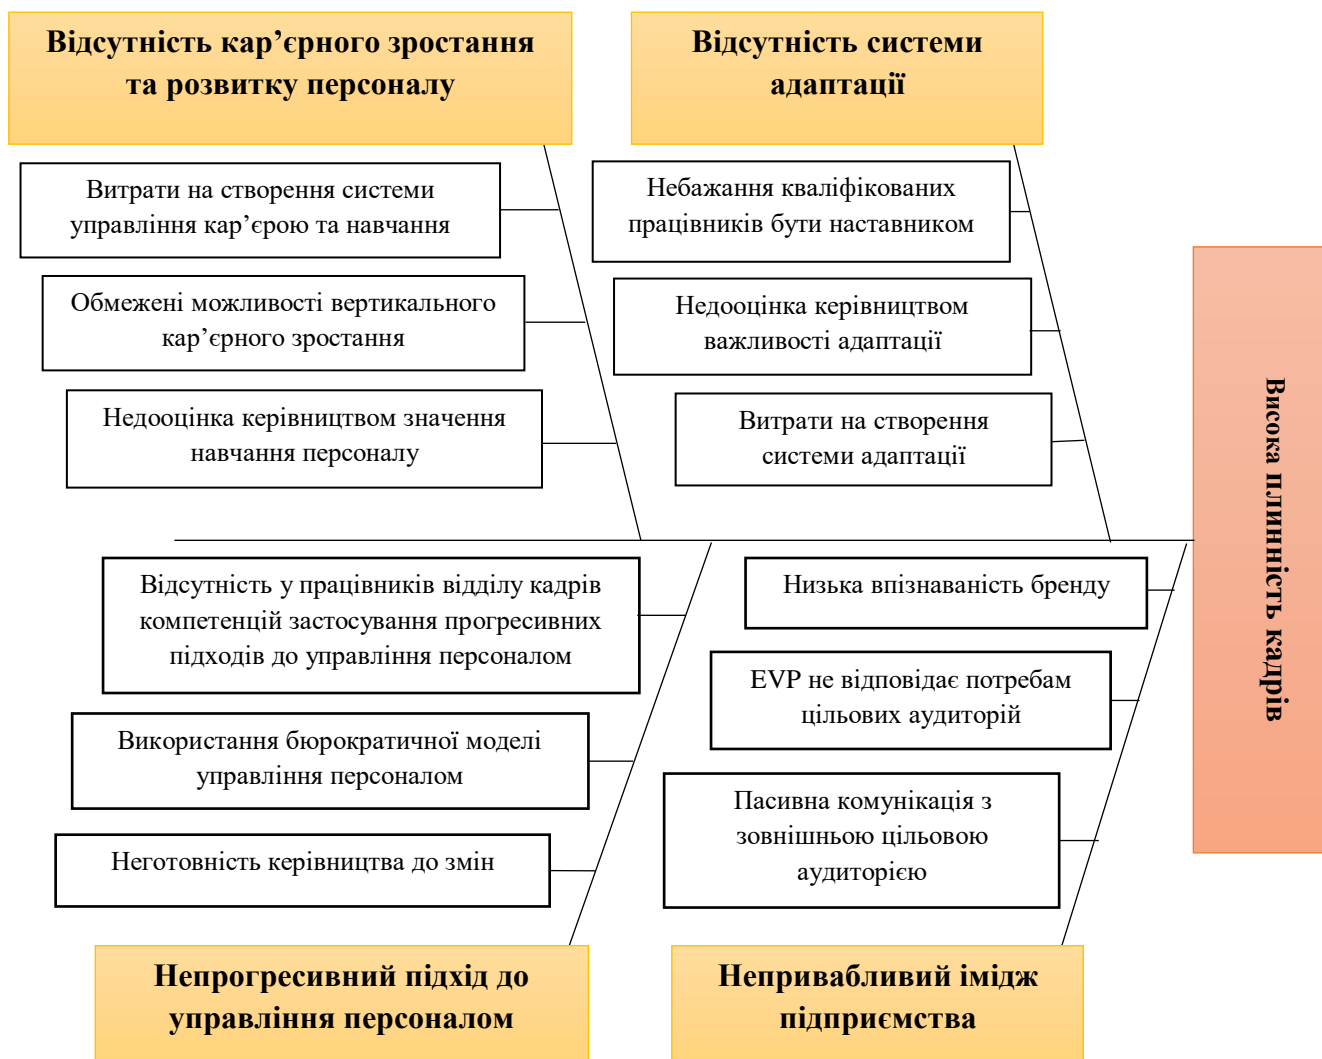 Відсутність кар’єрного зростання
та розвитку персоналу
Відсутність системи
адаптації
Витрати на створення системи
управління кар’єрою та навчання
Обмежені можливості вертикального
кар’єрного зростання
Недооцінка керівництвом значення
навчання персоналу
Небажання кваліфікованих
працівників бути наставником
Недооцінка керівництвом
важливості адаптації
Витрати на створення
системи адаптації
Висока плинність кадрів
Відсутність у працівників відділу кадрів
компетенцій застосування прогресивних
підходів до управління персоналом
Використання бюрократичної моделі
управління персоналом
Неготовність керівництва до змін
Низька впізнаваність бренду
EVP не відповідає потребам
цільових аудиторій
Пасивна комунікація з
зовнішньою цільовою
аудиторією
Непрогресивний підхід до
управління персоналом
Непривабливий імідж
підприємства